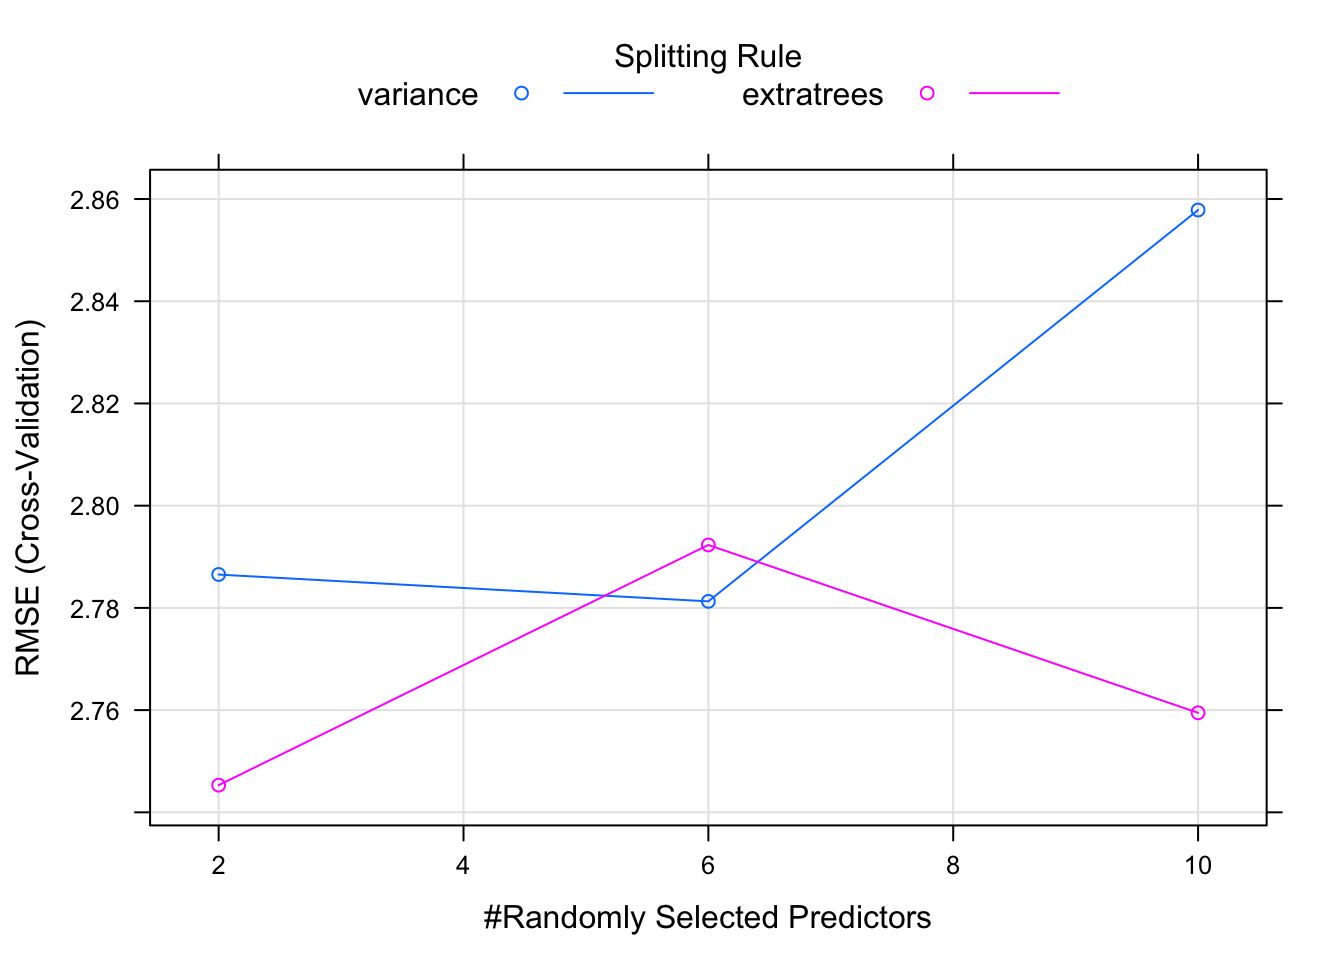 Splitting Rule
variance extratrees
2.86
2.84
2.82
2.80
2.78
2.76
RMSE (Cross-Validation)
2 4 6 8 10
#Randomly Selected Predictors